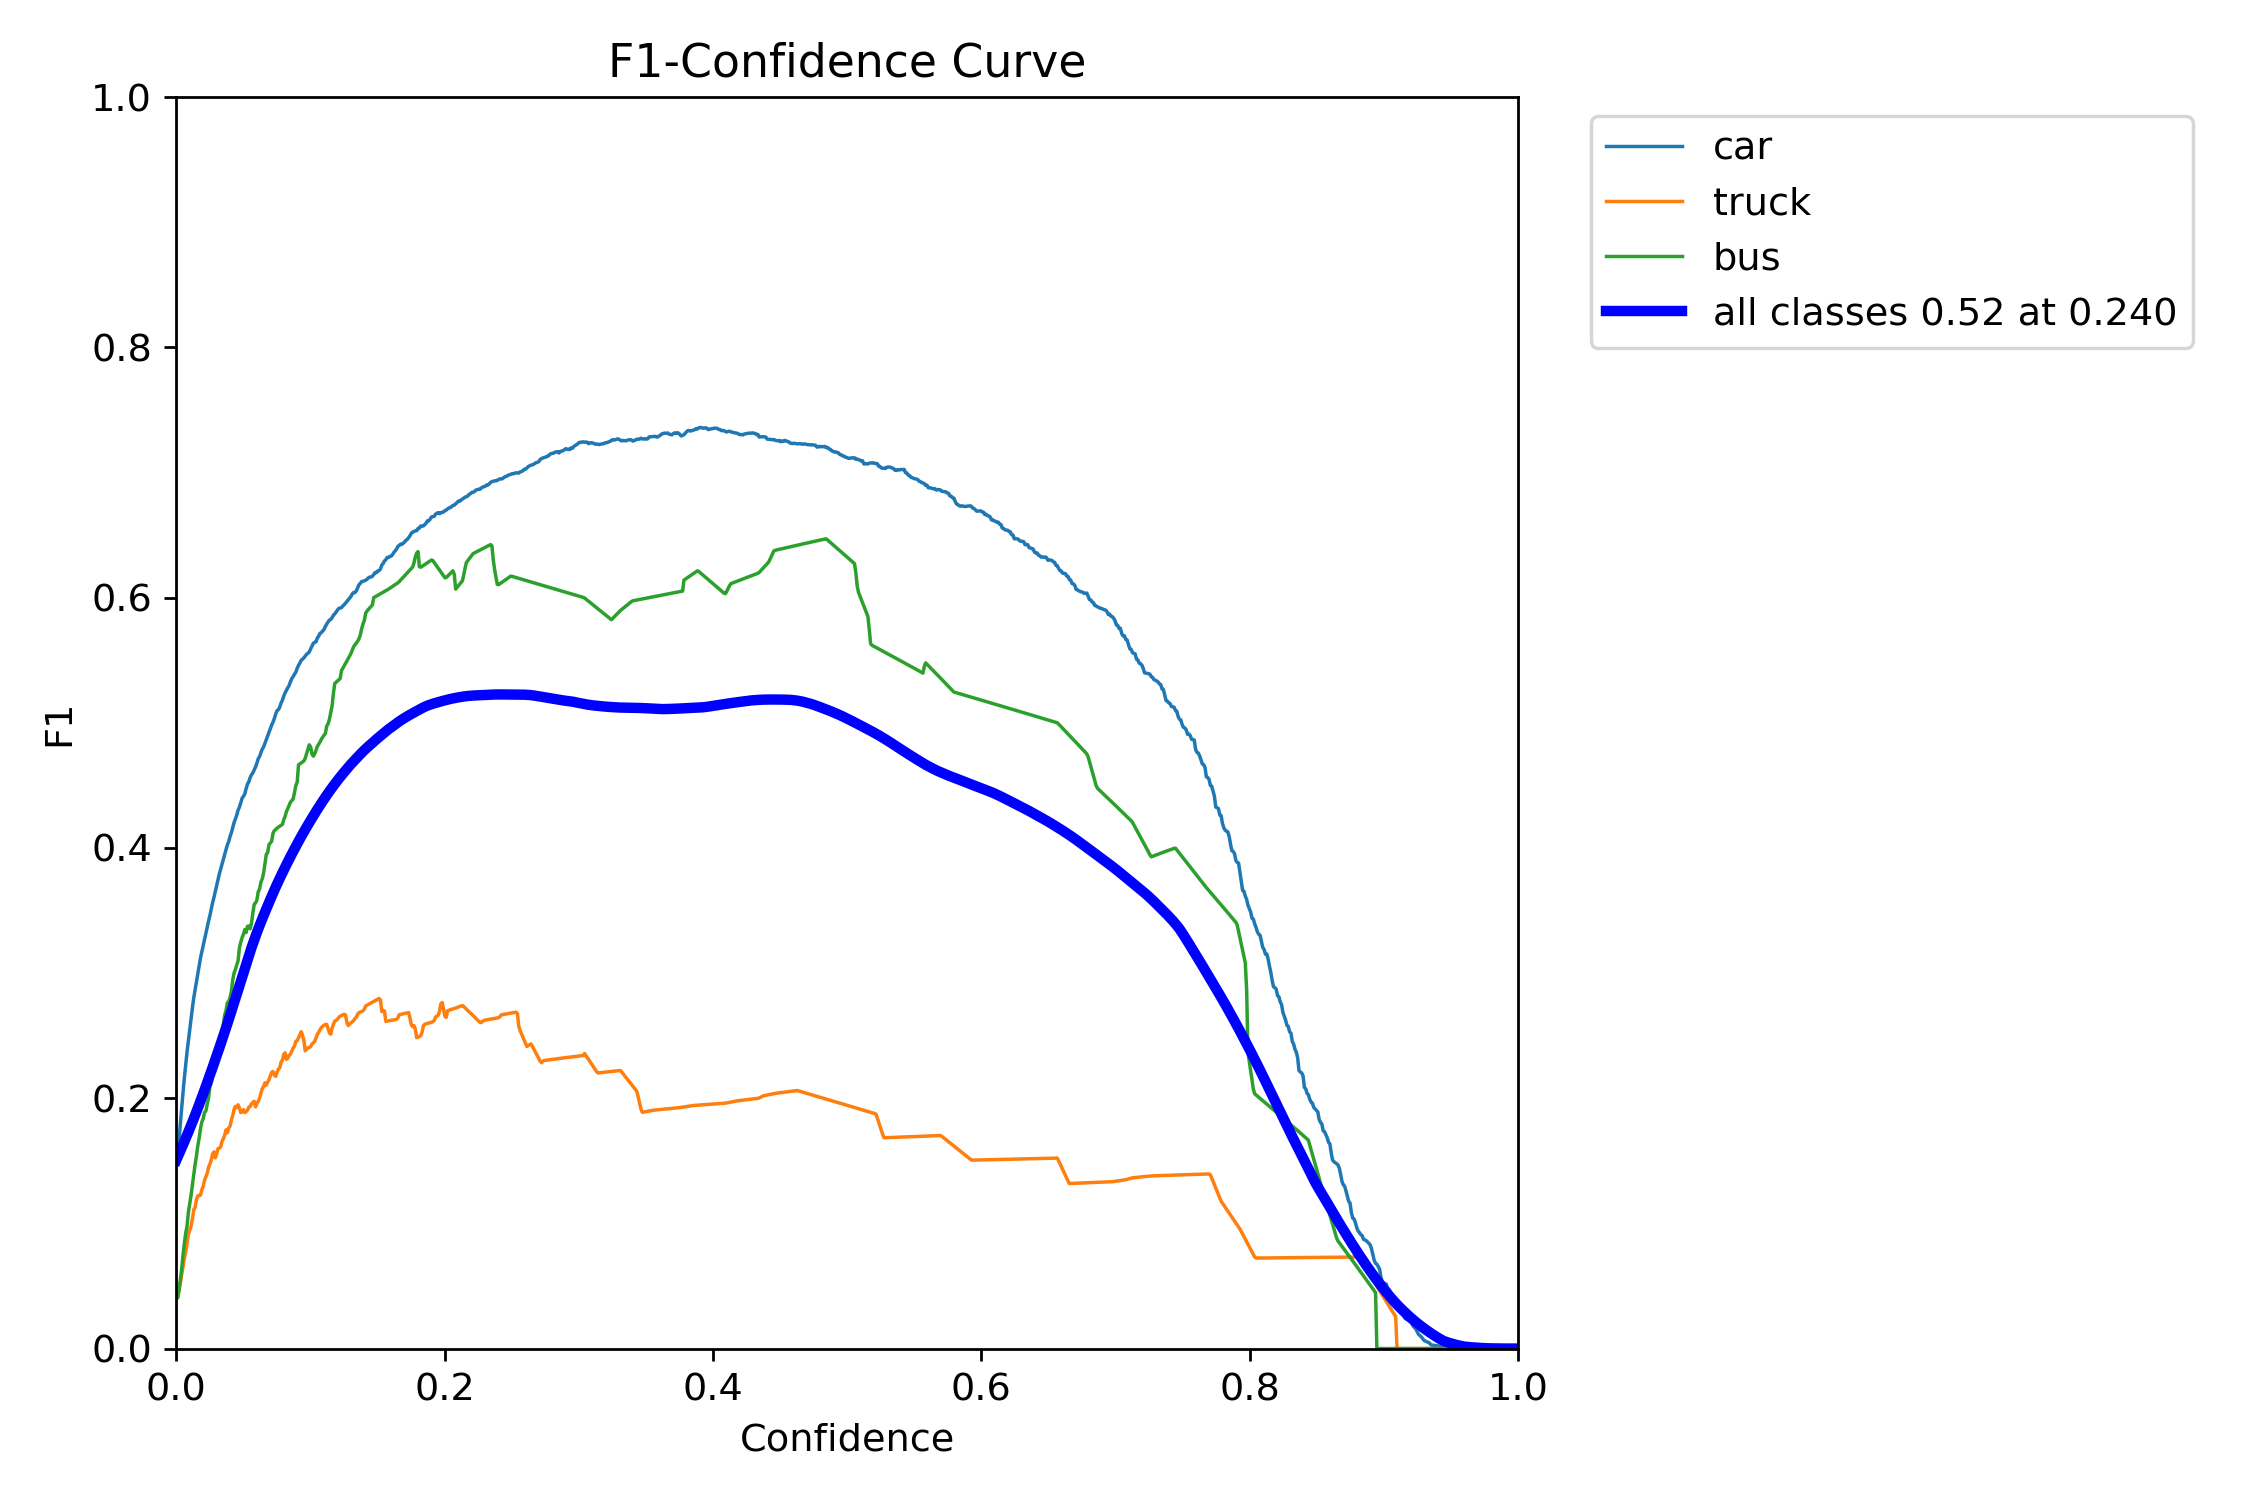 F1-Confidence Curve
1.0
0.8
0.6
0.4
0.2
0.0
F1
0.0 0.2 0.4 0.6 0.8 1.0
Confidence
car
truck
bus
all classes 0.52 at 0.240